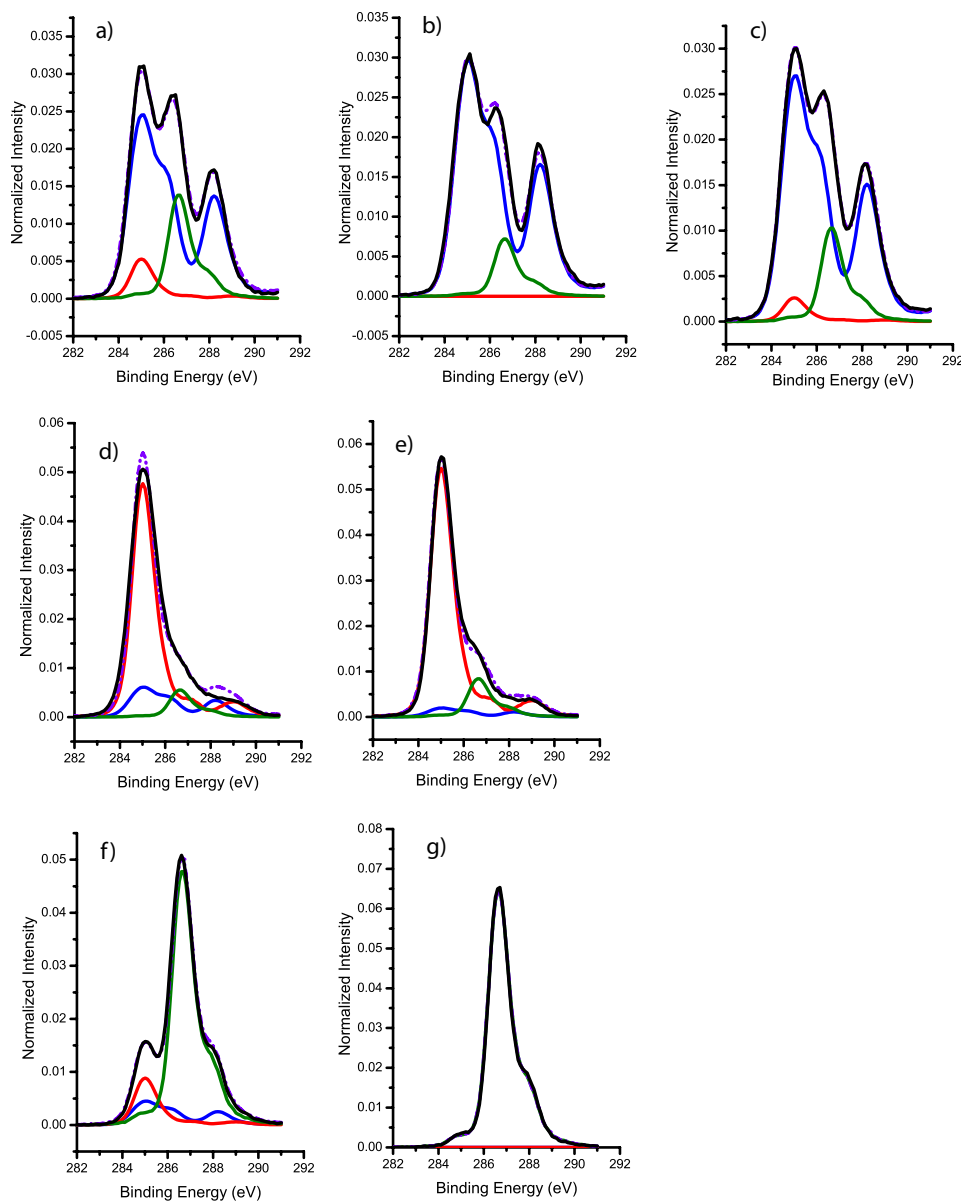 a)
0.035
0.030
0.025
0.020
0.015
0.010
0.005
0.000
-0.005
Normalized Intensity
282 284 286 288 290 292
Binding Energy (eV)
b)
0.035
0.030
0.025
0.020
0.015
0.010
0.005
0.000
-0.005
Normalized Intensity
282 284 286 288 290 292
Binding Energy (eV)
c)
0.030
0.025
0.020
0.015
0.010
0.005
0.000
Normalized Intensity
282 284 286 288 290 292
Binding Energy (eV)
d)
0.06
0.05
0.04
0.03
0.02
0.01
0.00
Normalized Intensity
282 284 286 288 290 292
Binding Energy (eV)
e)
0.06
0.05
0.04
0.03
0.02
0.01
0.00
Normalized Intensity
282 284 286 288 290 292
Binding Energy (eV)
f)
0.05
0.04
0.03
0.02
0.01
0.00
Normalized Intensity
282 284 286 288 290 292
Binding Energy (eV)
g)
0.08
0.07
0.06
0.05
0.04
0.03
0.02
0.01
0.00
Normalized Intensity
282 284 286 288 290 292
Binding Energy (eV)